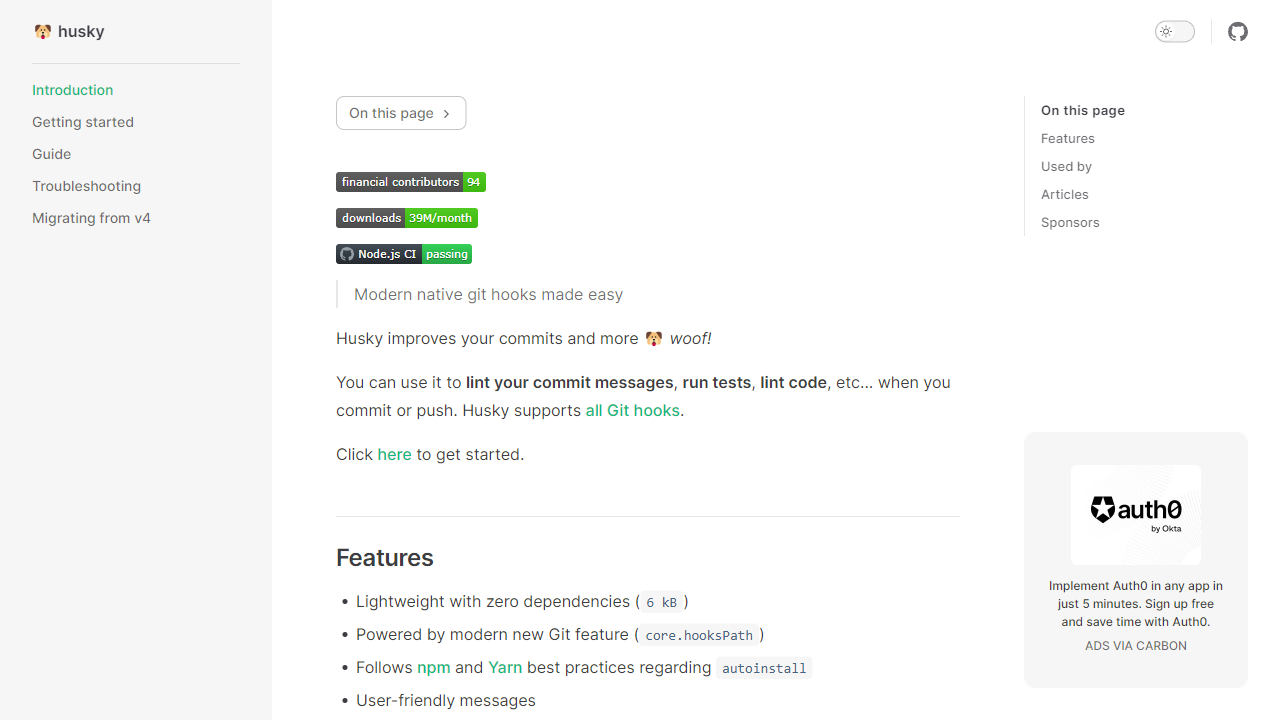 husky
Introduction
Getting started
Guide
Troubleshooting
Migrating from v4
On this page
financial contributors 94
downloads 39M/month
Node.js CI passing
Modern native git hooks made easy
Husky improves your commits and more 🐶 woof!
You can use it to lint your commit messages, run tests, lint code, etc... when you
commit or push. Husky supports all Git hooks.
Click here to get started.
Features
• Lightweight with zero dependencies ( 6 kB )
• Powered by modern new Git feature ( core.hooksPath )
• Follows npm and Yarn best practices regarding autoinstall
• User-friendly messages
On this page
Features
Used by
Articles
Sponsors
auth0
by Okta
Implement Auth0 in any app in
just 5 minutes. Sign up free
and save time with Auth0.
ADS VIA CARBON